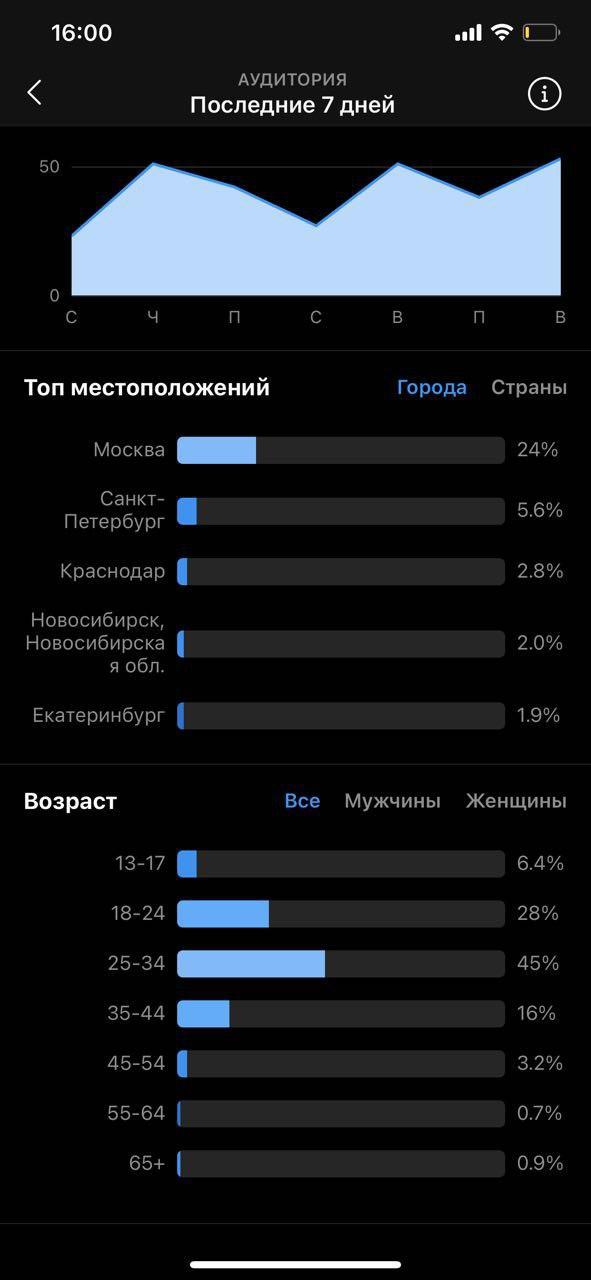 16:00
АУДИТОРИЯ
Последние 7 дней
50
0
С Ч П С В П В
Топ местоположений Города Страны
Москва 24%
Санкт-
Петербург 5.6%
Краснодар 2.8%
Новосибирск,
Новосибирска
я обл. 2.0%
Екатеринбург 1.9%
Возраст Все Мужчины Женщины
13-17 6.4%
18-24 28%
25-34 45%
35-44 16%
45-54 3.2%
55-64 0.7%
65+ 0.9%